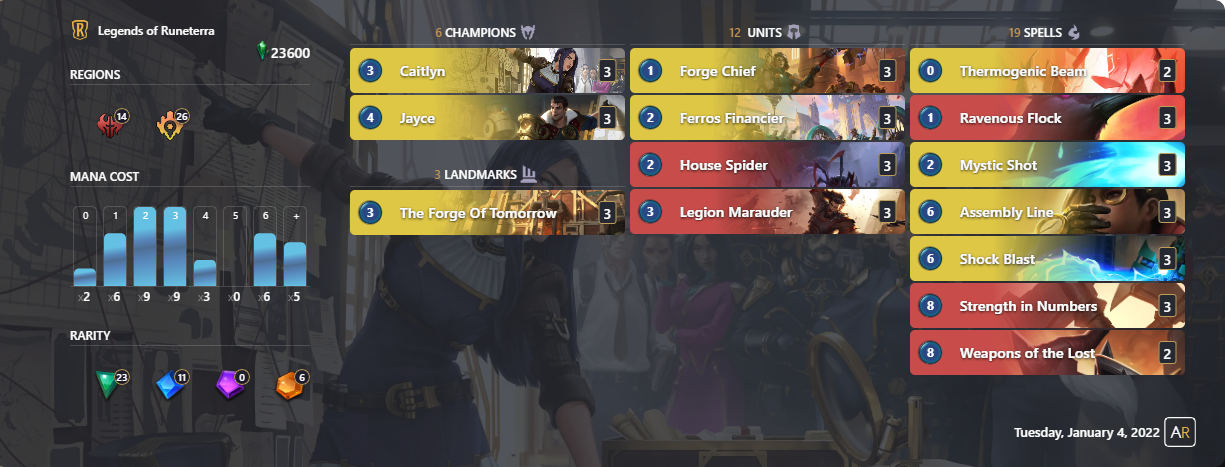 Legends of Runeterra
23600
REGIONS
14
26
MANA COST
0 1 2 3 4 5 6 +
x2 x6 x9 x9 x3 x0 x6 x5
RARITY
23 11 0 6
6 CHAMPIONS
3 Caitlyn 3
4 Jayce 3
3 LANDMARKS
3 The Forge Of Tomorrow 3
12 UNITS
1 Forge Chief 3
2 Ferros Financier 3
2 House Spider 3
3 Legion Marauder 3
19 SPELLS
0 Thermogenic Beam 2
1 Ravenous Flock 3
2 Mystic Shot 3
6 Assembly Line 3
6 Shock Blast 3
8 Strength in Numbers 3
8 Weapons of the Lost 2
Tuesday, January 4, 2022 AR